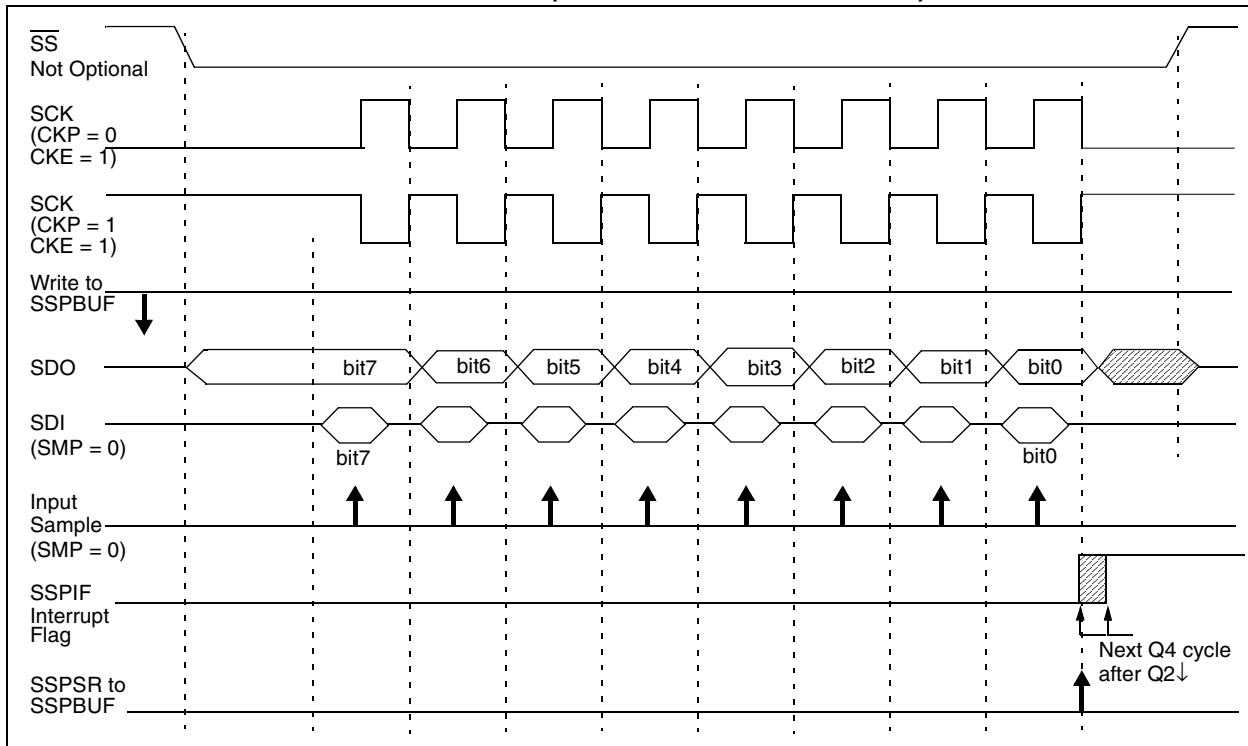 SS
Not Optional
SCK
(CKP = 0
CKE = 1)
SCK
(CKP = 1
CKE = 1)
Write to
SSPBUF
SDO bit7 bit6 bit5 bit4 bit3 bit2 bit1 bit0
SDI
(SMP = 0)
bit7 bit0
Input
Sample
(SMP = 0)
SSPIF
Interrupt
Flag
Next Q4 cycle
after Q2↓
SSPSR to
SSPBUF